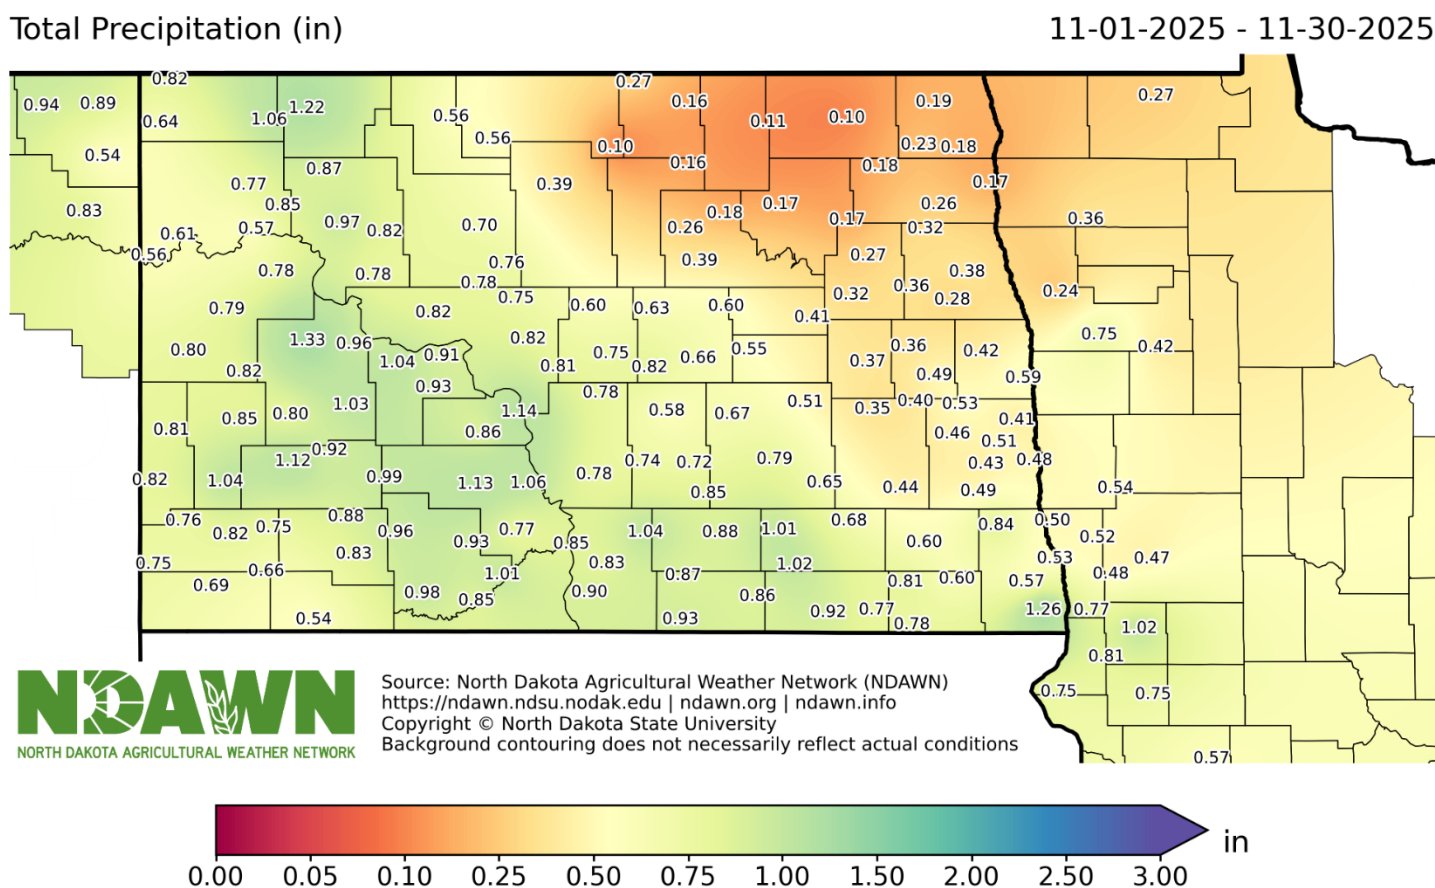 Total Precipitation (in) 11-01-2025 - 11-30-2025
0.82 0.27
0.94 0.89 1.22 0.16 0.19 0.27
0.64 1.06 0.56 0.11 0.10
0.56 0.10 0.23 0.18
0.54 0.87 0.16 0.18
0.77 0.39 0.17
0.83 0.85 0.18 0.17 0.26
0.61 0.57 0.97 0.82 0.70 0.26 0.17 0.32 0.36
0.56 0.76 0.39 0.27
0.78 0.78 0.78 0.38
0.75 0.32 0.36 0.28 0.24
0.79 0.82 0.60 0.63 0.60 0.41
1.33 0.96 0.82 0.75
0.80 1.04 0.91 0.75 0.66 0.55 0.36 0.42 0.42
0.82 0.81 0.82 0.37 0.49 0.59
0.93 0.78
0.85 0.80 1.03 1.14 0.58 0.67 0.51 0.35 0.40 0.53
0.81 0.86 0.46 0.51 0.41
1.12 0.92 0.74 0.72 0.79 0.43 0.48
0.82 1.04 0.99 1.13 1.06 0.78 0.85 0.65 0.44 0.49 0.54
0.76 0.82 0.75 0.88 0.96 0.77 1.04 0.88 1.01 0.68 0.84 0.50
0.83 0.93 0.85 0.60 0.52
0.75 0.66 1.01 0.83 0.87 1.02 0.53 0.47
0.69 0.98 0.85 0.90 0.86 0.81 0.60 0.57 0.48
0.54 0.93 0.92 0.77 0.78 1.26 0.77
1.02
0.81
0.75 0.75
0.57
NDAWN
NORTH DAKOTA AGRICULTURAL WEATHER NETWORK
Source: North Dakota Agricultural Weather Network (NDAWN)
https://ndawn.ndsu.nodak.edu | ndawn.org | ndawn.info
Copyright © North Dakota State University
Background contouring does not necessarily reflect actual conditions
in
0.00 0.05 0.10 0.25 0.50 0.75 1.00 1.50 2.00 2.50 3.00